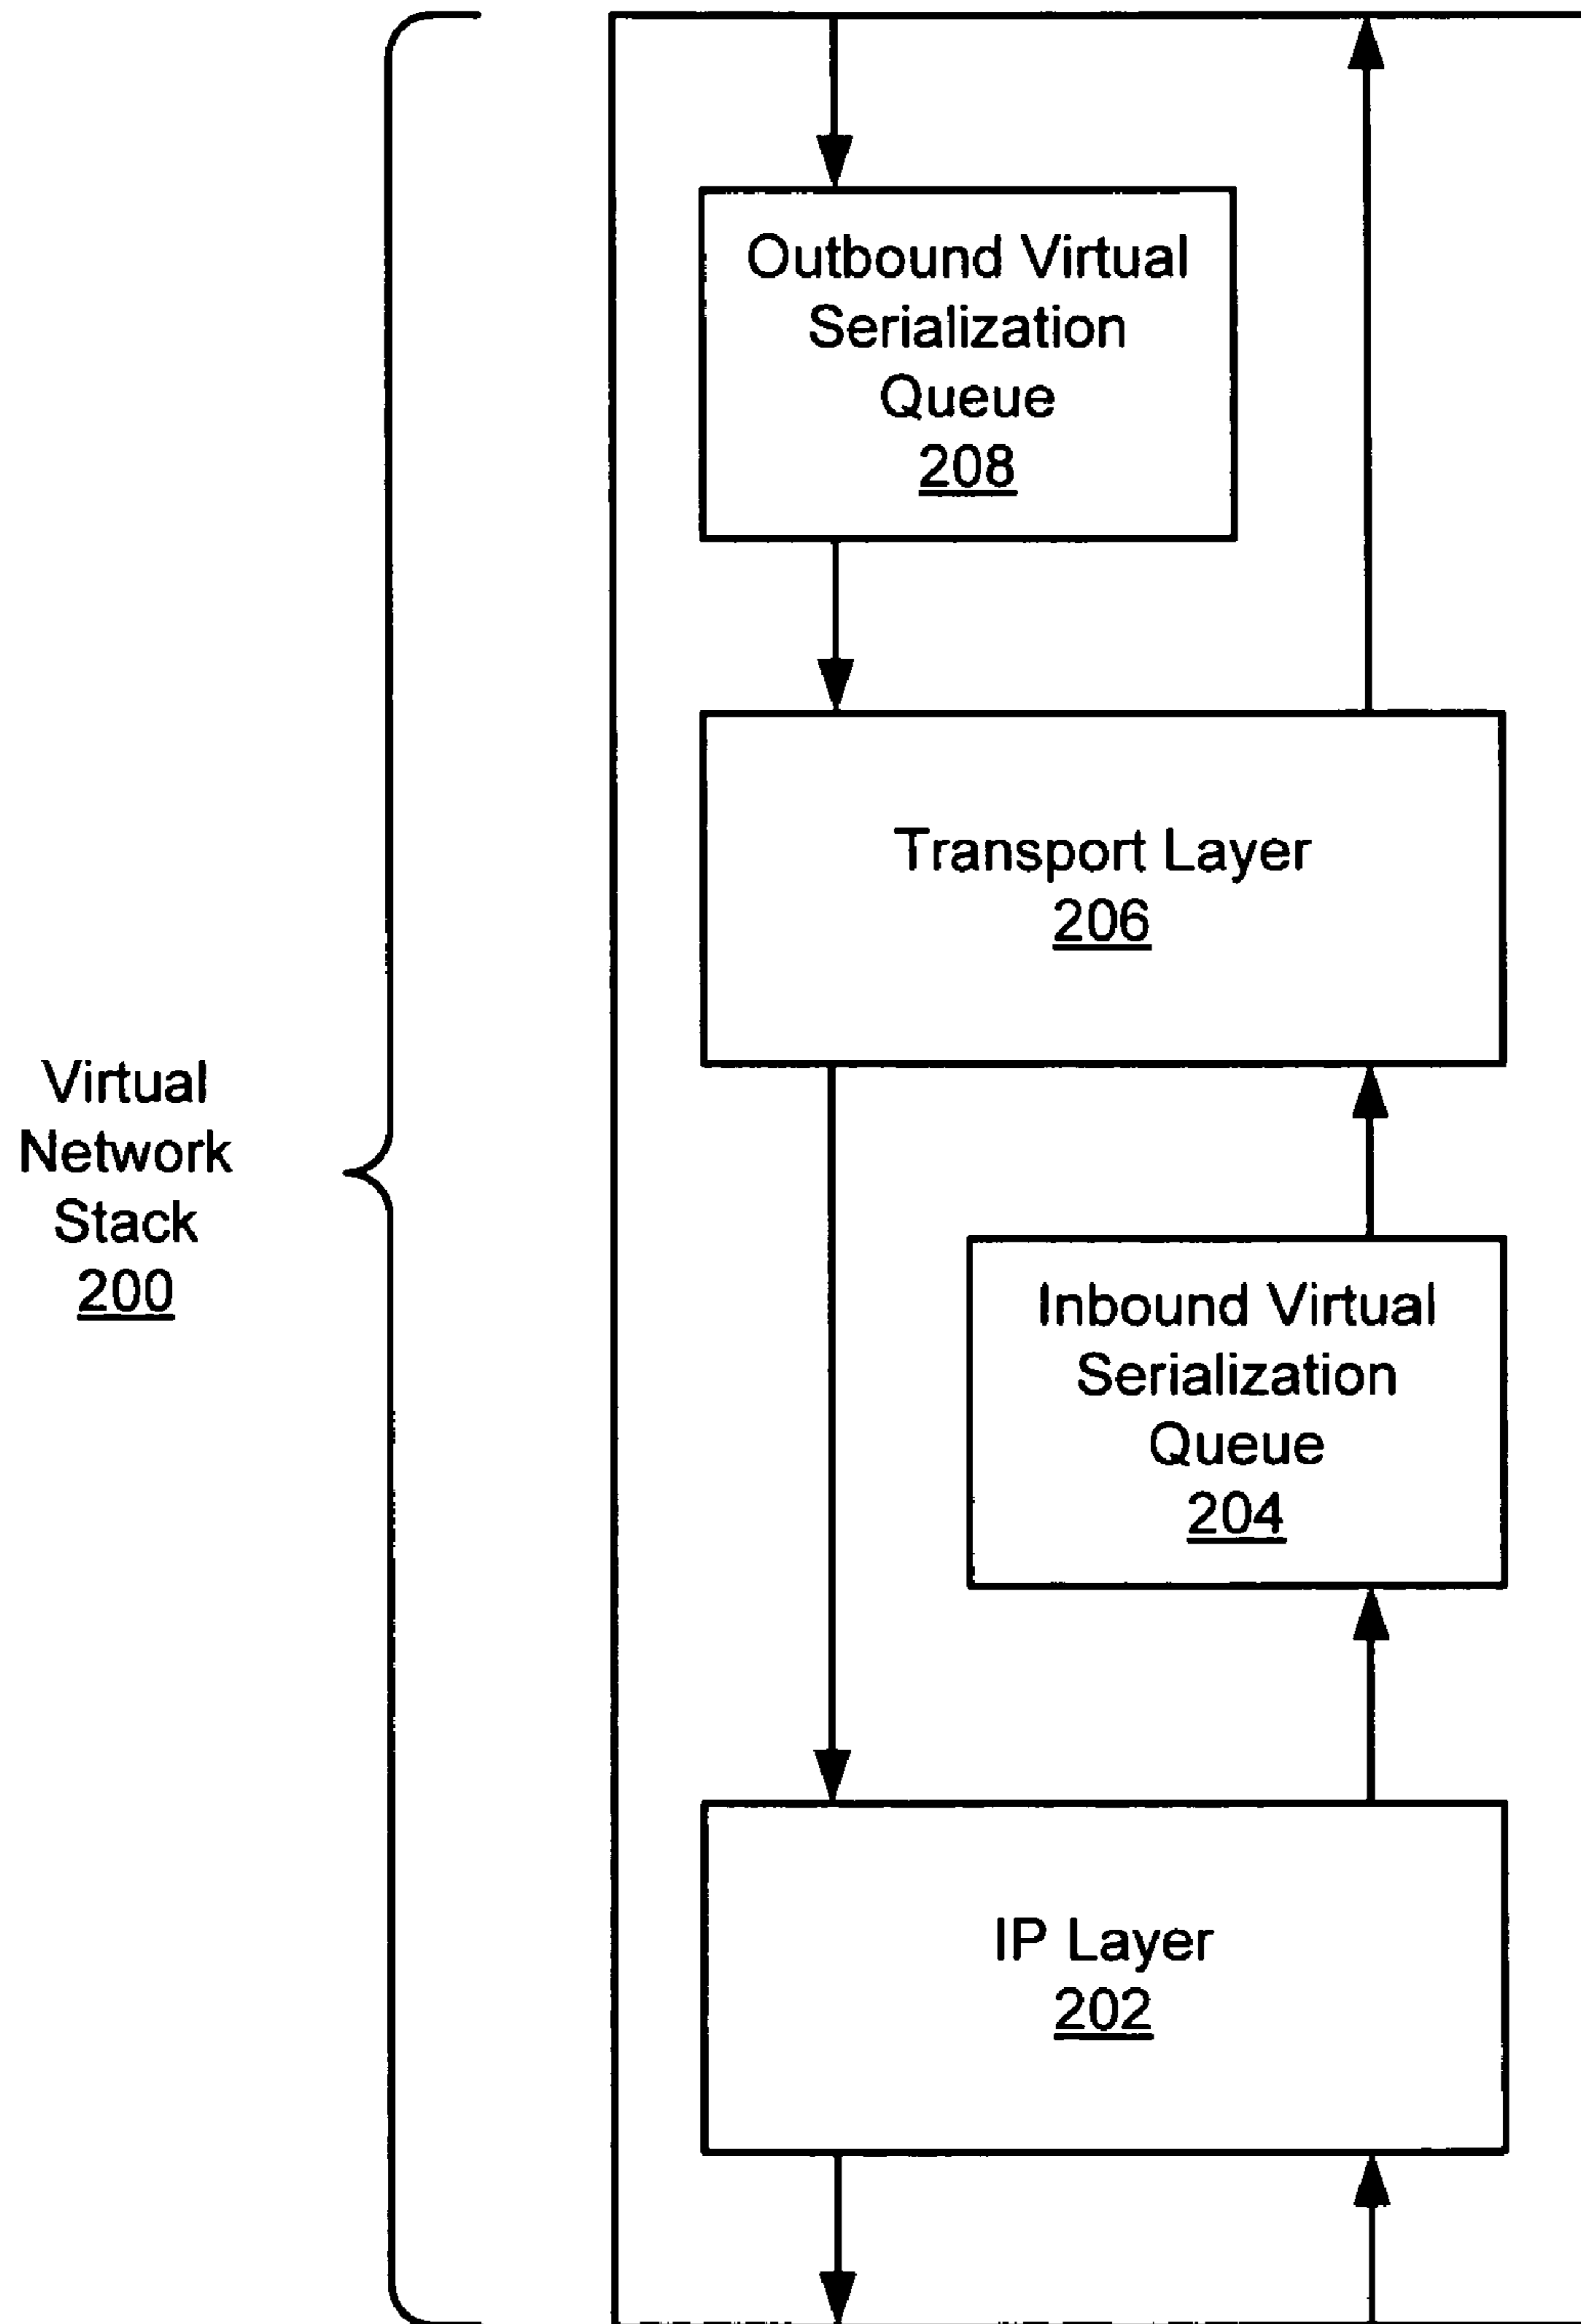 Outbound Virtual
Serialization
Queue
208
Transport Layer
206
Virtual
Network
Stack
200
Inbound Virtual
Serialization
Queue
204
IP Layer
202